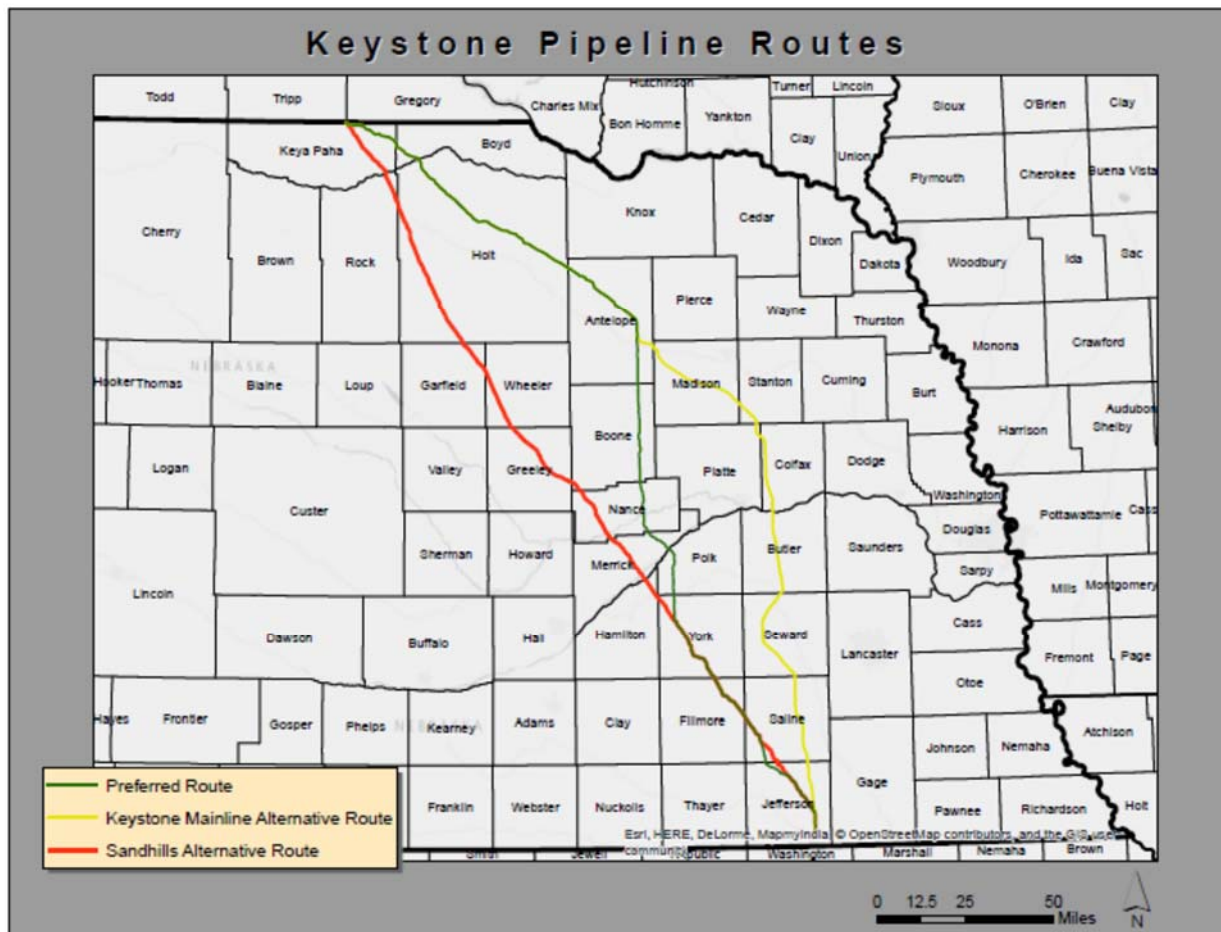 Keystone Pipeline Routes
Todd
Tripp
Gregory
Charles Mix
Hutchinson
Bon Homme
Yankton
Turner
Lincoln
Clay
Union
Sioux
O'Brien
Clay
Plymouth
Cherokee
Buena Vista
Keya Paha
Boyd
Knox
Cedar
Dixon
Dakota
Woodbury
Ida
Sac
Cherry
Brown
Rock
Holt
Antelope
Pierce
Wayne
Thurston
Monona
Crawford
NEBRASKA
Hooker
Thomas
Blaine
Loup
Garfield
Wheeler
Madison
Stanton
Cuming
Burt
Harrison
Audubon
Shelby
Logan
Custer
Valley
Greeley
Boone
Platte
Colfax
Dodge
Washington
Nance
Douglas
Pottawattamie
Cass
Sherman
Howard
Merrick
Polk
Butler
Saunders
Sarpy
Mills
Montgomery
Lincoln
Dawson
Buffalo
Hall
Hamilton
York
Seward
Lancaster
Cass
Otoe
Fremont
Page
Hayes
Frontier
Gosper
Phelps
Kearney
NEBRASKA
Adams
Clay
Fillmore
Saline
Gage
Johnson
Nemaha
Atchison
Franklin
Webster
Nuckolls
Thayer
Jefferson
Pawnee
Richardson
Holt
Preferred Route
Keystone Mainline Alternative Route
Sandhills Alternative Route
Esri, HERE, DeLorme, MapmyIndia, © OpenStreetMap contributors, and the GIS user
community
Smith
Jewell
Republic
Washington
Marshall
Nemaha
Brown
0 12.5 25 50
Miles
N